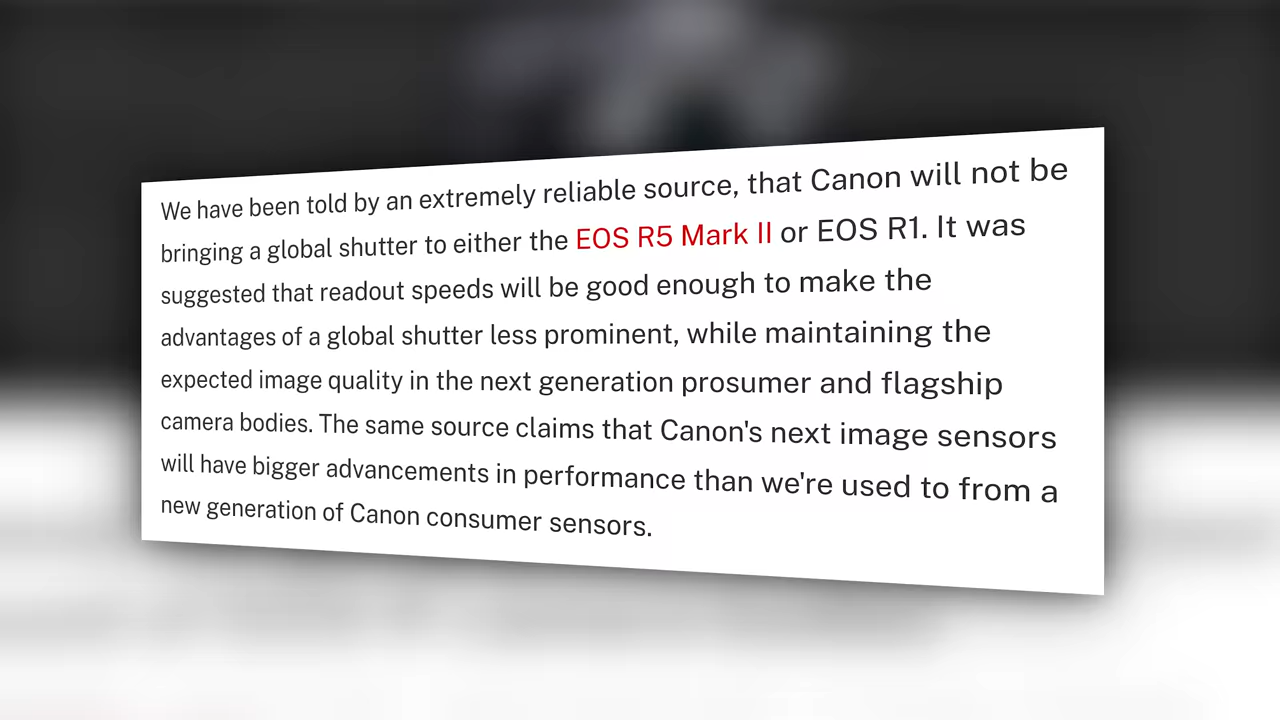 We have been told by an extremely reliable source, that Canon will not be
bringing a global shutter to either the EOS R5 Mark II or EOS R1. It was
suggested that readout speeds will be good enough to make the
advantages of a global shutter less prominent, while maintaining the
expected image quality in the next generation prosumer and flagship
camera bodies. The same source claims that Canon's next image sensors
will have bigger advancements in performance than we're used to from a
new generation of Canon consumer sensors.